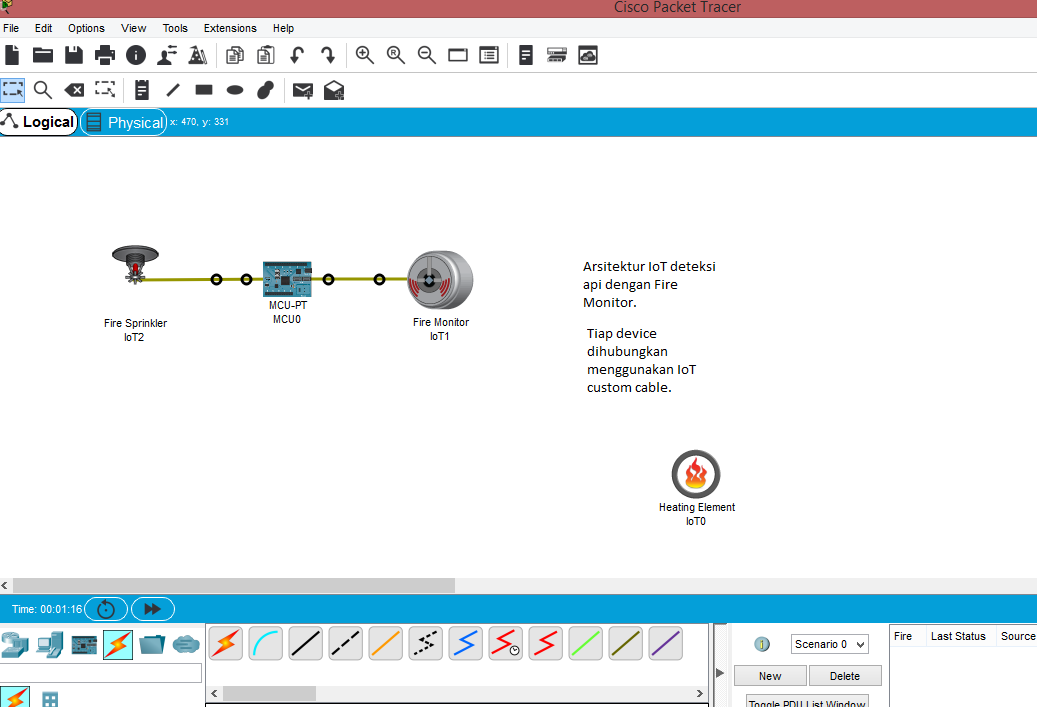 Cisco Packet Tracer
File Edit Options View Tools Extensions Help
R
Logical Physical x: 470, y: 331
MCU-PT
MCU0
Fire Sprinkler
IoT2
Fire Monitor
IoT1
Arsitektur IoT deteksi
api dengan Fire
Monitor.
Tiap device
dihubungkan
menggunakan IoT
custom cable.
Heating Element
IoT0
Time: 00:01:16
Scenario 0
Fire Last Status Source
New Delete
Toggle PDU List Window